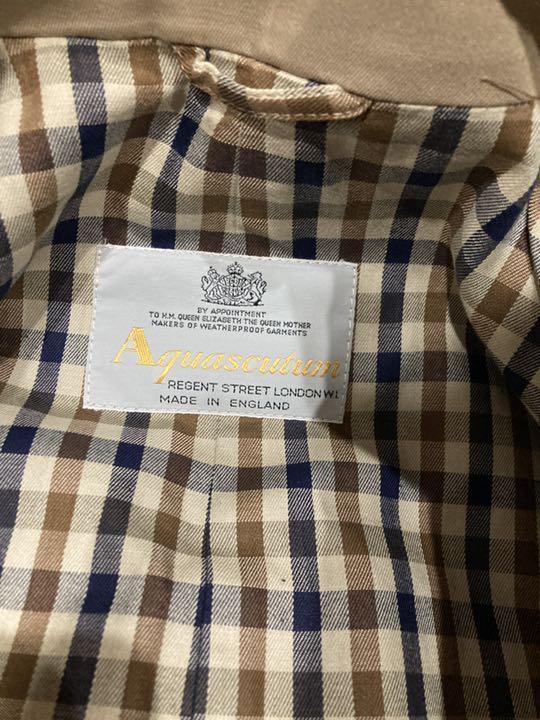 BY APPOINTMENT
TO H.M. QUEEN ELIZABETH THE QUEEN MOTHER
MAKERS OF WEATHERPROOF GARMENTS
Aquascutum
REGENT STREET LONDON W.1.
MADE IN ENGLAND